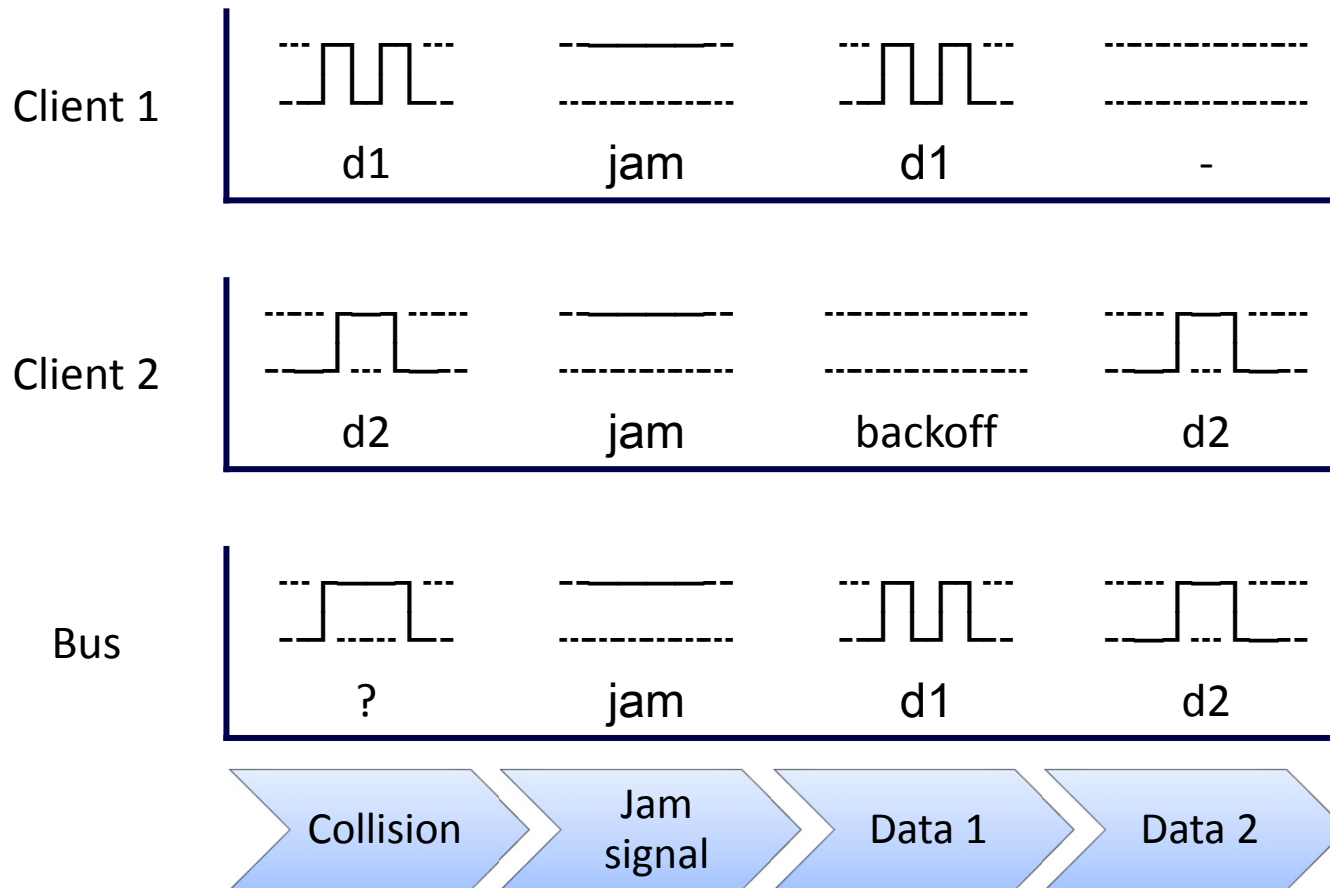 Client 1
d1 jam d1 -
Client 2
d2 jam backoff d2
Bus
? jam d1 d2
Collision
Jam
signal
Data 1
Data 2